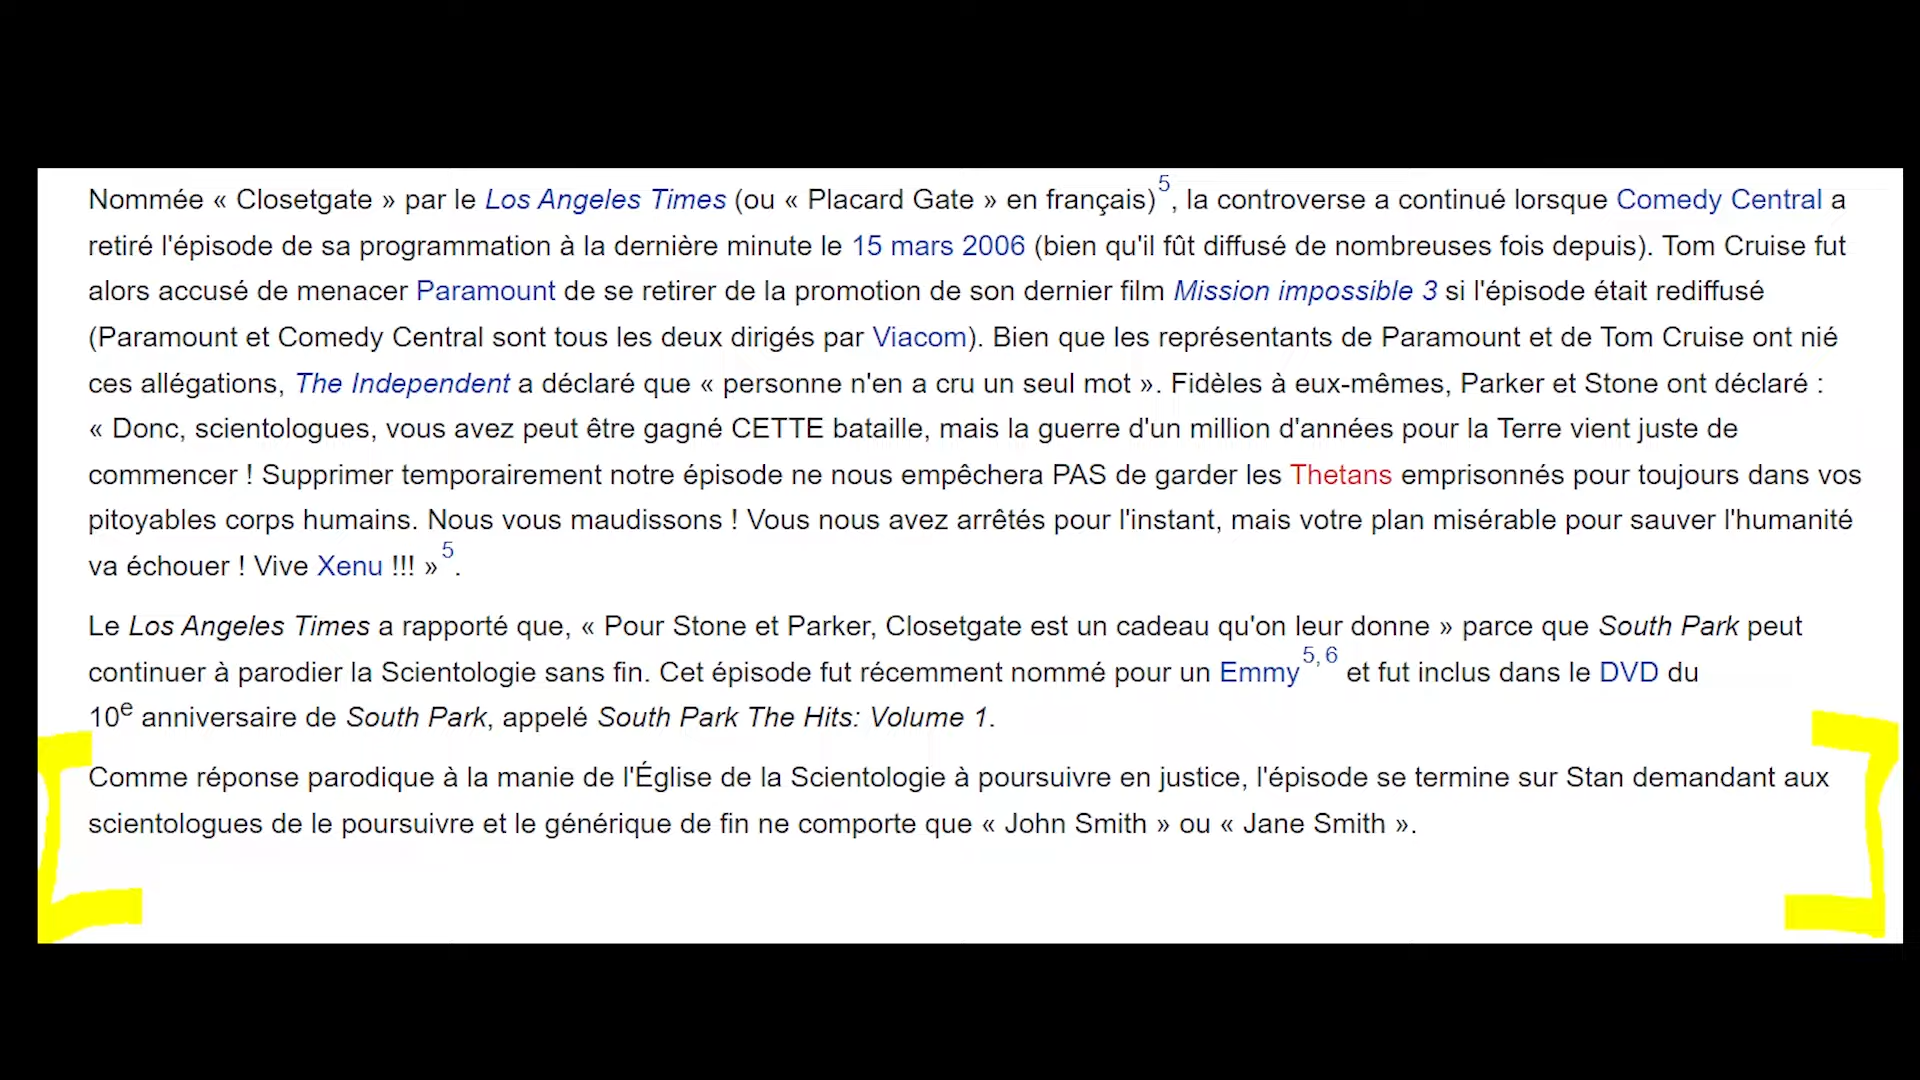 Nommée « Closetgate » par le Los Angeles Times (ou « Placard Gate » en français)5, la controverse a continué lorsque Comedy Central a
retiré l'épisode de sa programmation à la dernière minute le 15 mars 2006 (bien qu'il fût diffusé de nombreuses fois depuis). Tom Cruise fut
alors accusé de menacer Paramount de se retirer de la promotion de son dernier film Mission impossible 3 si l'épisode était rediffusé
(Paramount et Comedy Central sont tous les deux dirigés par Viacom). Bien que les représentants de Paramount et de Tom Cruise ont nié
ces allégations, The Independent a déclaré que « personne n'en a cru un seul mot ». Fidèles à eux-mêmes, Parker et Stone ont déclaré :
« Donc, scientologues, vous avez peut être gagné CETTE bataille, mais la guerre d'un million d'années pour la Terre vient juste de
commencer ! Supprimer temporairement notre épisode ne nous empêchera PAS de garder les Thetans emprisonnés pour toujours dans vos
pitoyables corps humains. Nous vous maudissons ! Vous nous avez arrêtés pour l'instant, mais votre plan misérable pour sauver l'humanité
va échouer ! Vive Xenu !!! »5.
Le Los Angeles Times a rapporté que, « Pour Stone et Parker, Closetgate est un cadeau qu'on leur donne » parce que South Park peut
continuer à parodier la Scientologie sans fin. Cet épisode fut récemment nommé pour un Emmy5, 6 et fut inclus dans le DVD du
10e anniversaire de South Park, appelé South Park The Hits: Volume 1.
Comme réponse parodique à la manie de l'Église de la Scientologie à poursuivre en justice, l'épisode se termine sur Stan demandant aux
scientologues de le poursuivre et le générique de fin ne comporte que « John Smith » ou « Jane Smith ».